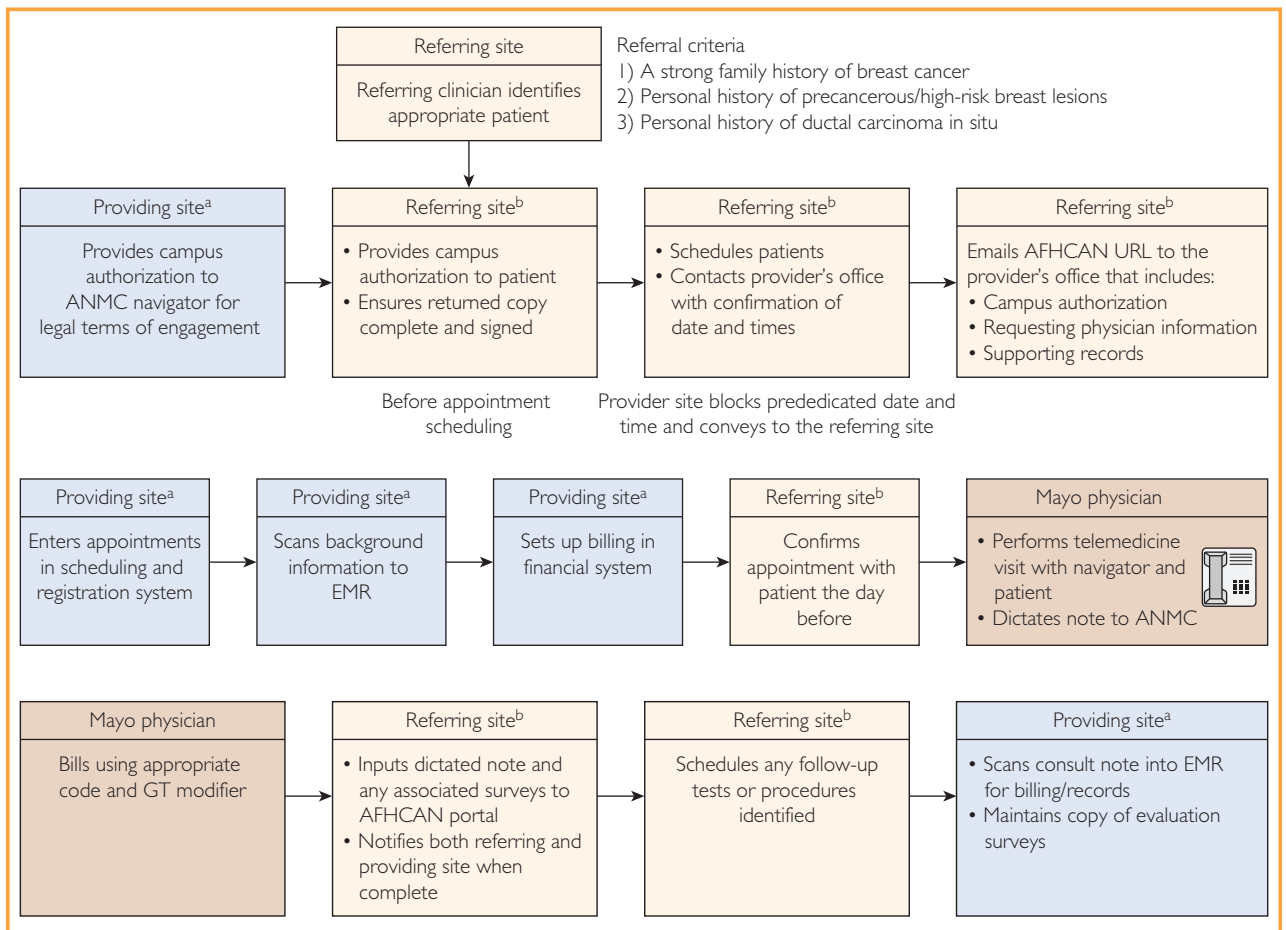 Referring site
Referring clinician identifies
appropriate patient
Referral criteria
1) A strong family history of breast cancer
2) Personal history of precancerous/high-risk breast lesions
3) Personal history of ductal carcinoma in situ
Providing siteᵃ
Provides campus
authorization to
ANMC navigator for
legal terms of engagement
Referring siteᵇ
• Provides campus
authorization to patient
• Ensures returned copy
complete and signed
Before appointment
scheduling
Referring siteᵇ
• Schedules patients
• Contacts provider's office
with confirmation of
date and times
Provider site blocks prededicated date and
time and conveys to the referring site
Referring siteᵇ
Emails AFHCAN URL to the
provider's office that includes:
• Campus authorization
• Requesting physician information
• Supporting records
Providing siteᵃ
Enters appointments
in scheduling and
registration system
Providing siteᵃ
Scans background
information to
EMR
Providing siteᵃ
Sets up billing in
financial system
Referring siteᵇ
Confirms
appointment with
patient the day
before
Mayo physician
• Performs telemedicine
visit with navigator and
patient
• Dictates note to ANMC
Mayo physician
Bills using appropriate
code and GT modifier
Referring siteᵇ
• Inputs dictated note and
any associated surveys to
AFHCAN portal
• Notifies both referring and
providing site when
complete
Referring siteᵇ
Schedules any follow-up
tests or procedures
identified
Providing siteᵃ
• Scans consult note into EMR
for billing/records
• Maintains copy of evaluation
surveys